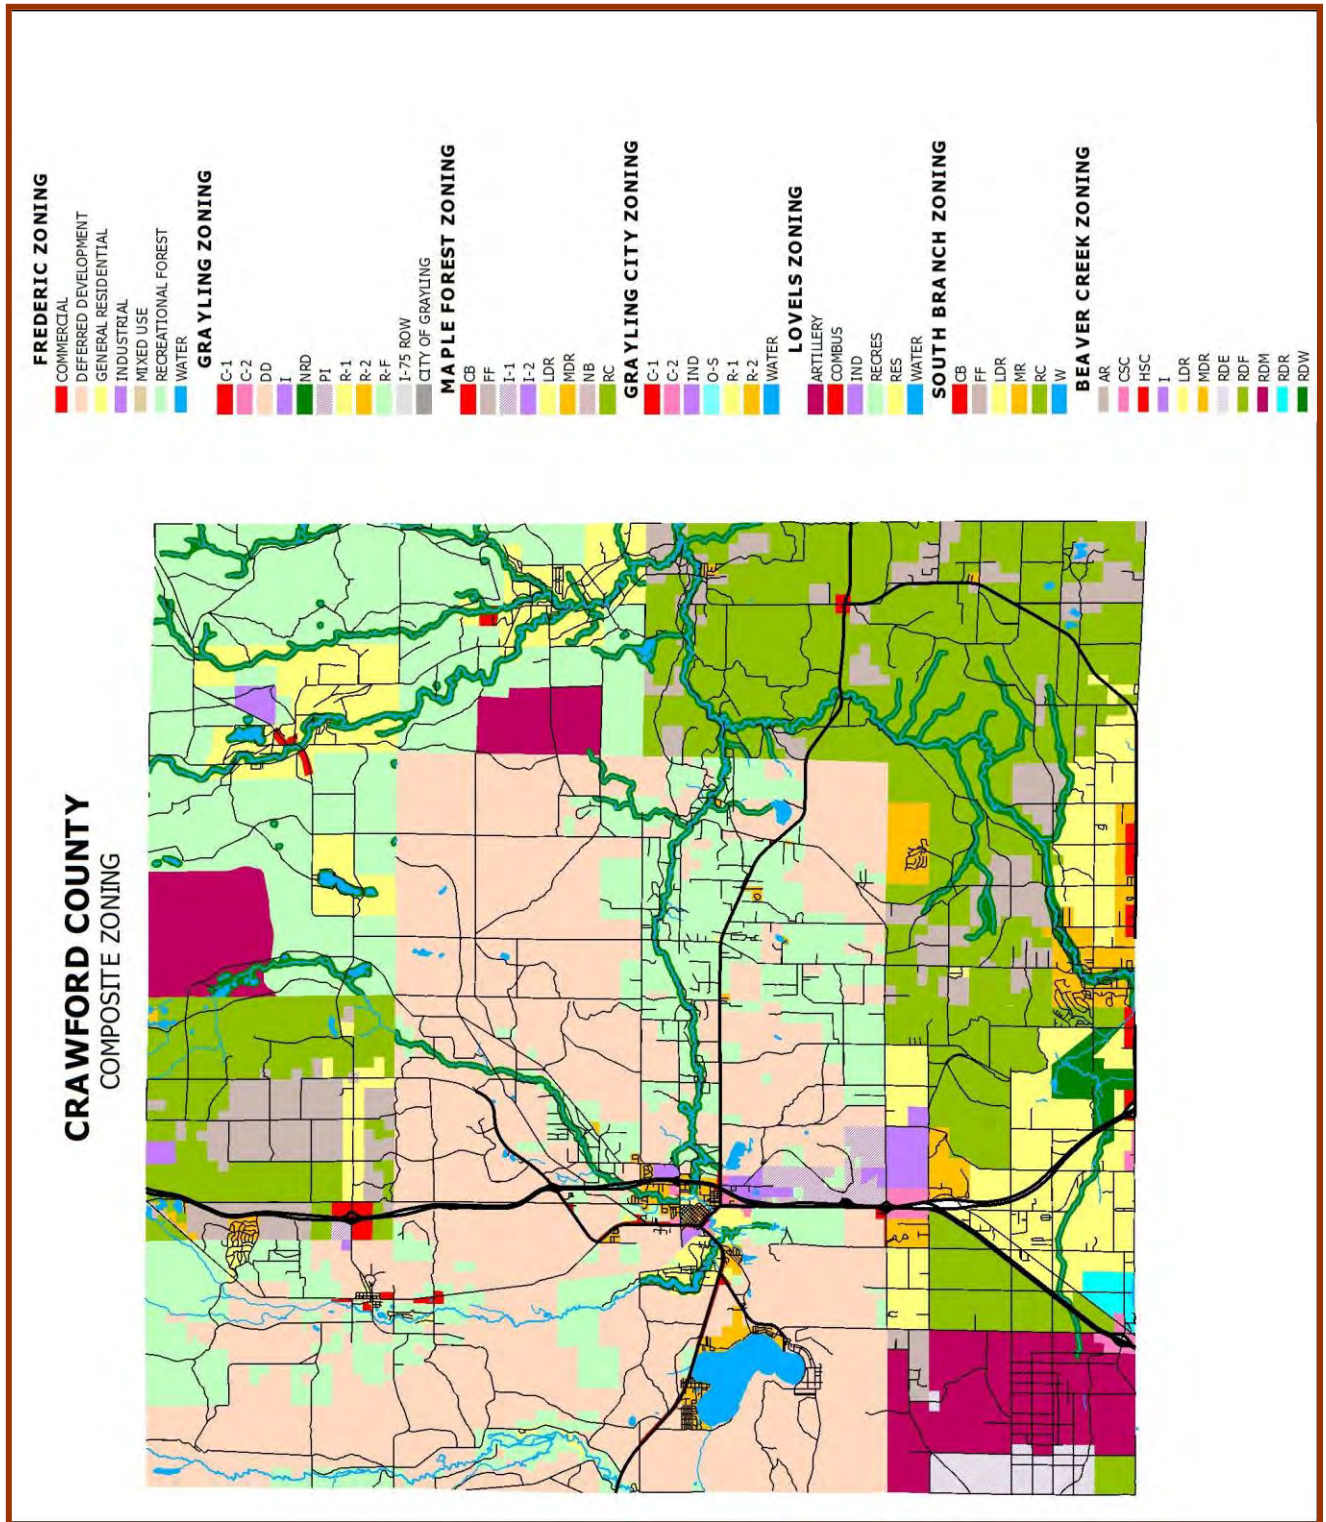 CRAWFORD COUNTY
COMPOSITE ZONING
FREDERIC ZONING
COMMERCIAL
DEFERRED DEVELOPMENT
GENERAL RESIDENTIAL
INDUSTRIAL
MIXED USE
RECREATIONAL FOREST
WATER
GRAYLING ZONING
C-1
C-2
DD
I
NRD
PI
R-1
R-2
R-F
I-75 ROW
CITY OF GRAYLING
MAPLE FOREST ZONING
CB
FF
I-1
I-2
LDR
MDR
NB
RC
GRAYLING CITY ZONING
C-1
C-2
IND
O-S
R-1
R-2
WATER
LOVELS ZONING
ARTILLERY
COMBUS
IND
RECRES
RES
WATER
SOUTH BRANCH ZONING
CB
FF
LDR
MR
RC
W
BEAVER CREEK ZONING
AR
CSC
HSC
I
LDR
MDR
RDE
RDF
RDM
RDR
RDW